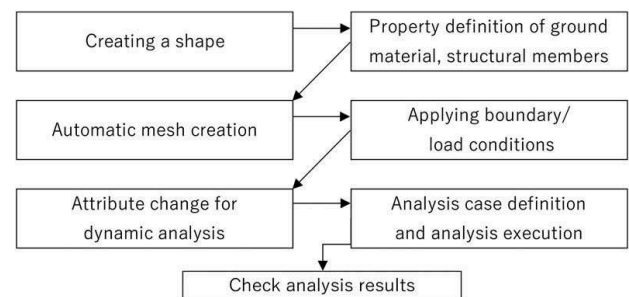 Creating a shape
Property definition of ground
material, structural members
Automatic mesh creation
Applying boundary/
load conditions
Attribute change for
dynamic analysis
Analysis case definition
and analysis execution
Check analysis results